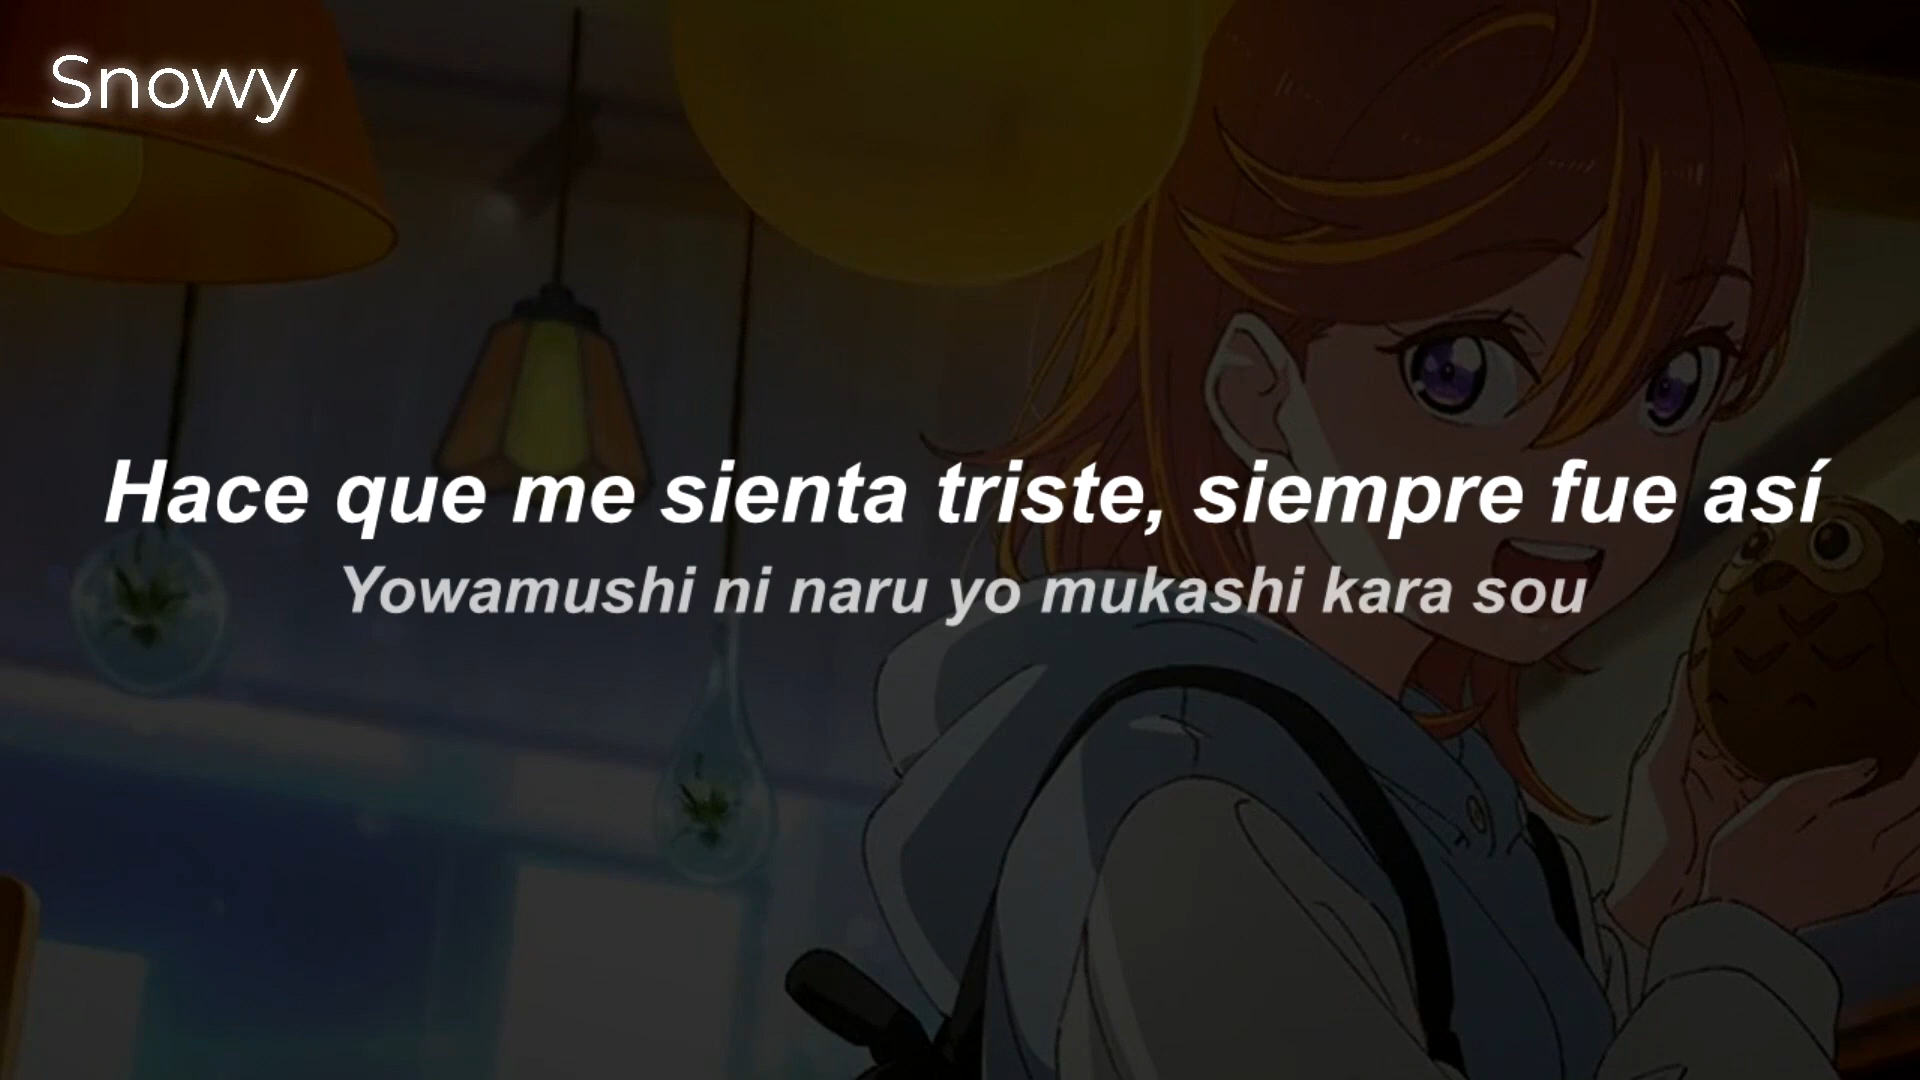 Snowy
Hace que me sienta triste, siempre fue así
Yowamushi ni naru yo mukashi kara sou